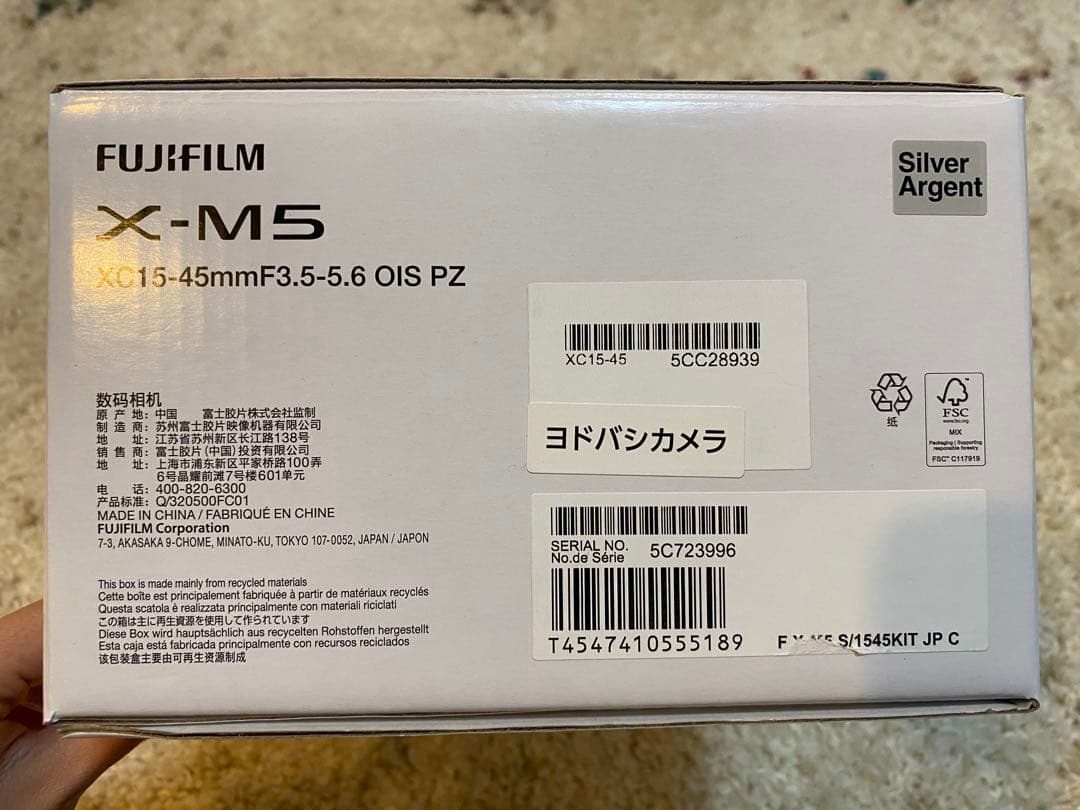 FUJIFILM
X-M5
XC15-45mmF3.5-5.6 OIS PZ
Silver
Argent
XC15-45 5CC28939
ヨドバシカメラ
数码相机
原产地：中国 富士胶片株式会社监制
制造商：苏州富士胶片映像机器有限公司
地址：江苏省苏州新区长江路138号
销售商：富士胶片(中国)投资有限公司
地址：上海市浦东新区平家桥路100弄
6号晶耀前滩7号楼601单元
电话：400-820-6300
产品标准：Q/320500FC01
MADE IN CHINA / FABRIQUÉ EN CHINE
FUJIFILM Corporation
7-3, AKASAKA 9-CHOME, MINATO-KU, TOKYO 107-0052, JAPAN / JAPON
This box is made mainly from recycled materials
Cette boîte est principalement fabriquée à partir de matériaux recyclés
Questa scatola è realizzata principalmente con materiali riciclati
この箱は主に再生資源を使用して作られています
Diese Box wird hauptsächlich aus recycelten Rohstoffen hergestellt
Esta caja está fabricada principalmente con recursos reciclados
该包装盒主要由可再生资源制成
纸
FSC
www.fsc.org
MIX
Packaging | Supporting
responsible forestry
FSC™ C117919
SERIAL NO.
No.de Série 5C723996
T4547410555189
S/1545KIT JP C